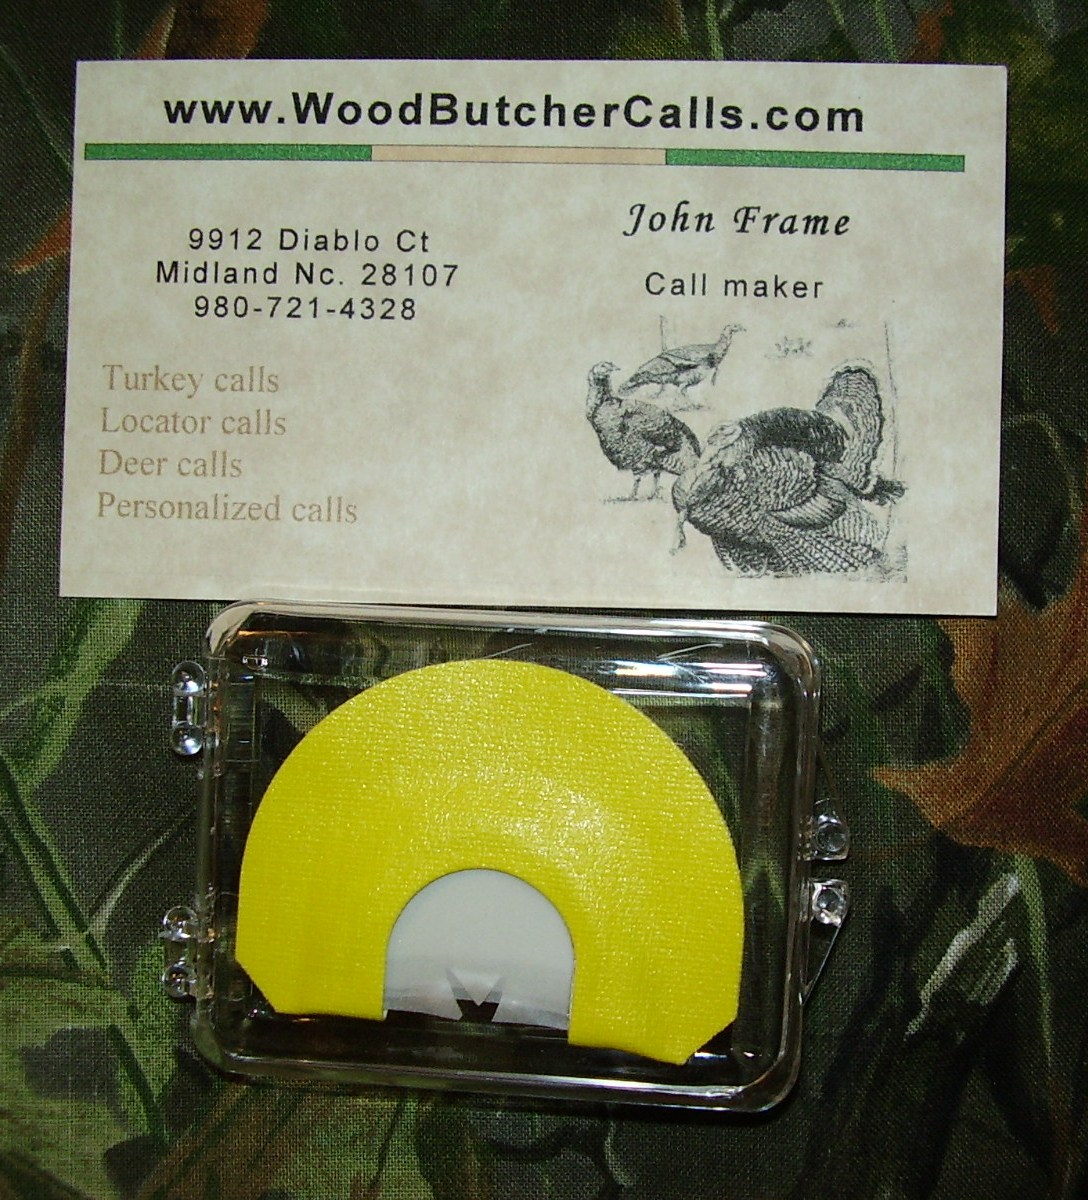 www.WoodButcherCalls.com
9912 Diablo Ct
Midland Nc. 28107
980-721-4328
John Frame
Call maker
Turkey calls
Locator calls
Deer calls
Personalized calls